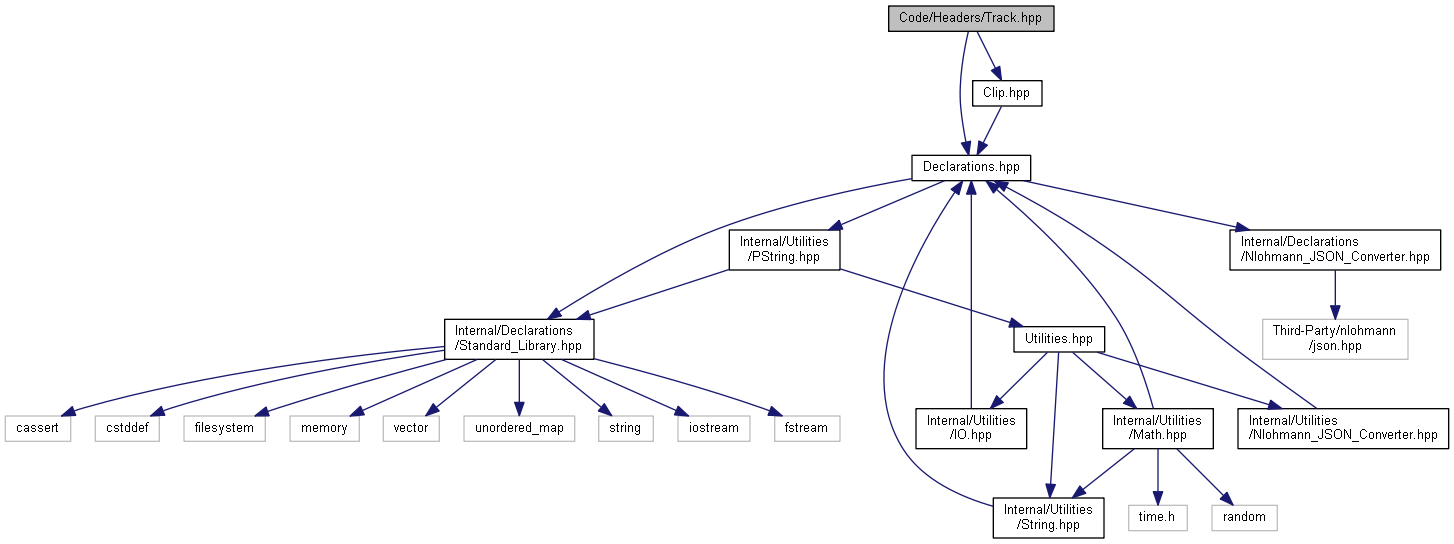 Code/Headers/Track.hpp
Clip.hpp
Declarations.hpp
Internal/Utilities
/PString.hpp
Internal/Declarations
/Nlohmann_JSON_Converter.hpp
Internal/Declarations
/Standard_Library.hpp
Utilities.hpp
Third-Party/nlohmann
/json.hpp
cassert
cstddef
filesystem
memory
vector
unordered_map
string
iostream
fstream
Internal/Utilities
/IO.hpp
Internal/Utilities
/Math.hpp
Internal/Utilities
/Nlohmann_JSON_Converter.hpp
Internal/Utilities
/String.hpp
time.h
random